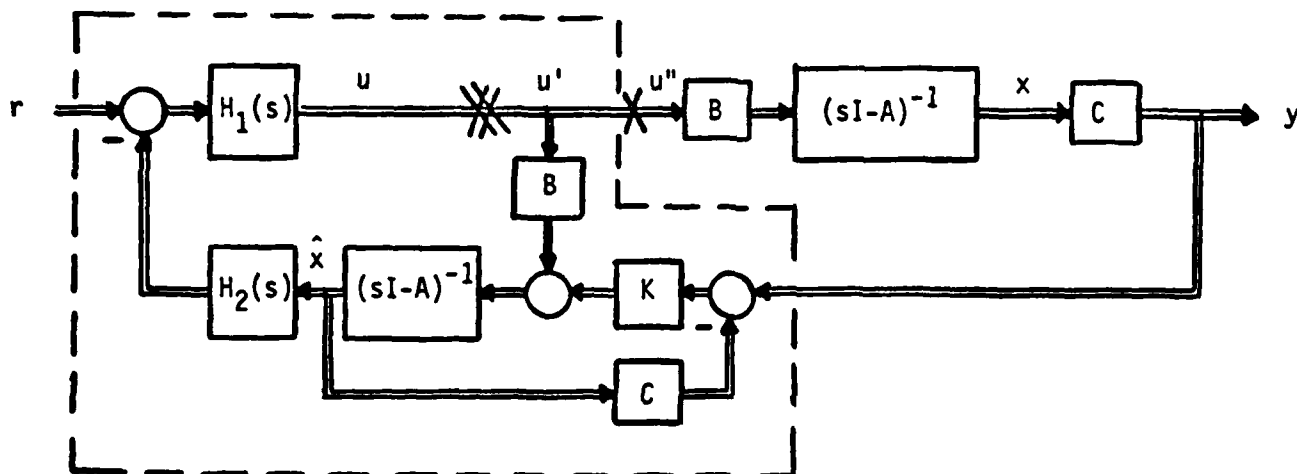 r
-
H₁(s)
u
u'
u"
B
(sI-A)⁻¹
x
C
y
B
H₂(s)
x̂
(sI-A)⁻¹
K
-
C